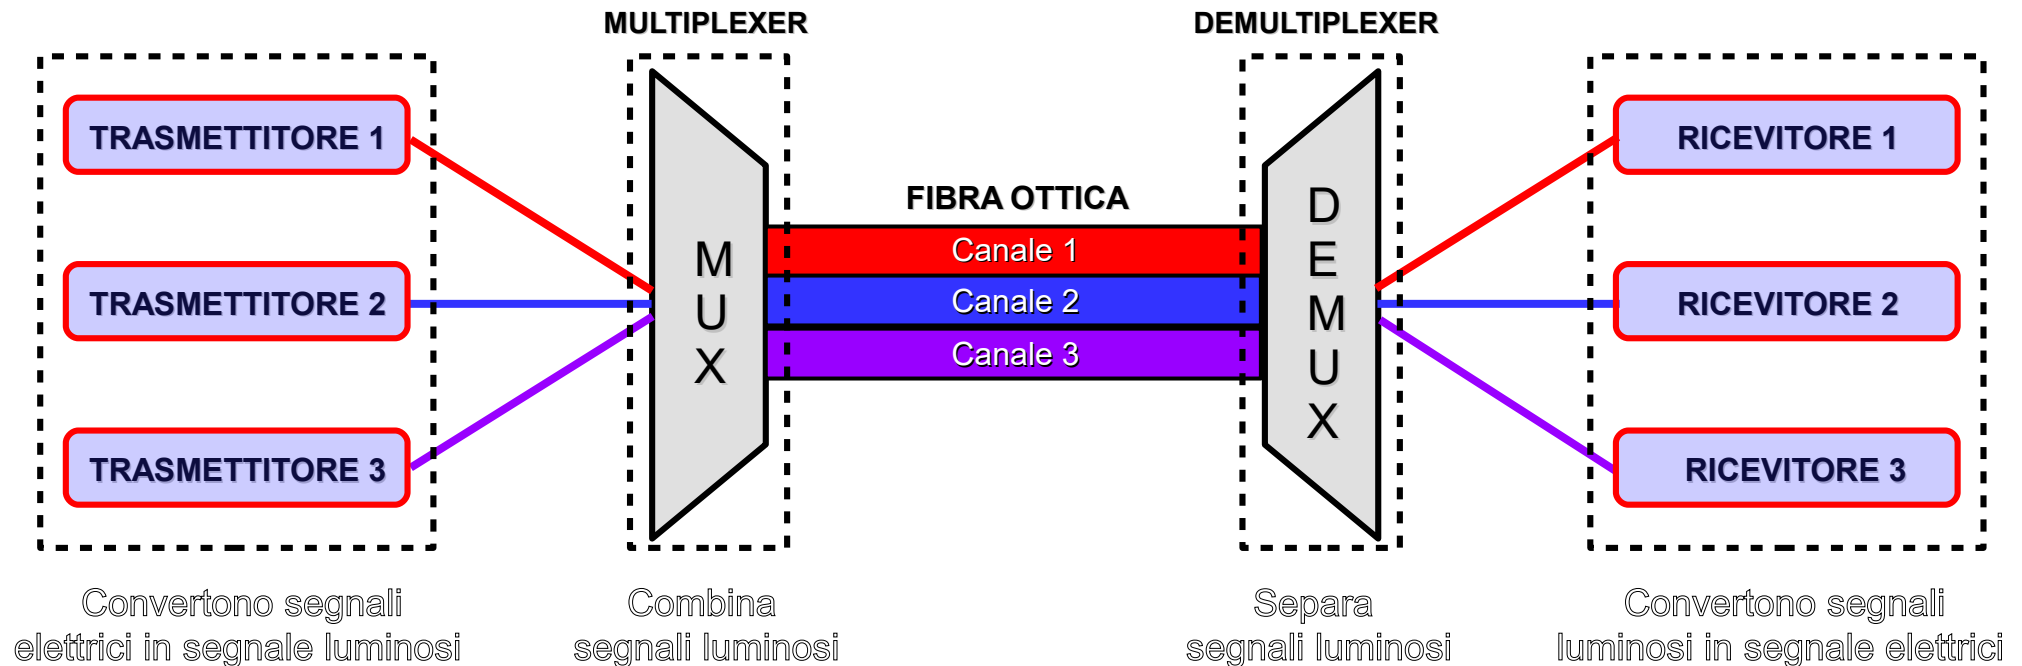 MULTIPLEXER
DEMULTIPLEXER
TRASMETTITORE 1
TRASMETTITORE 2
TRASMETTITORE 3
MUX
FIBRA OTTICA
Canale 1
Canale 2
Canale 3
DEMUX
RICEVITORE 1
RICEVITORE 2
RICEVITORE 3
Convertono segnali
elettrici in segnale luminosi
Combina
segnali luminosi
Separa
segnali luminosi
Convertono segnali
luminosi in segnale elettrici